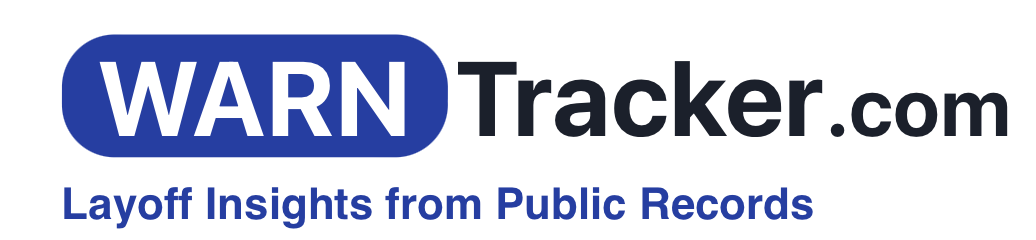 WARNTracker.com
Layoff Insights from Public Records